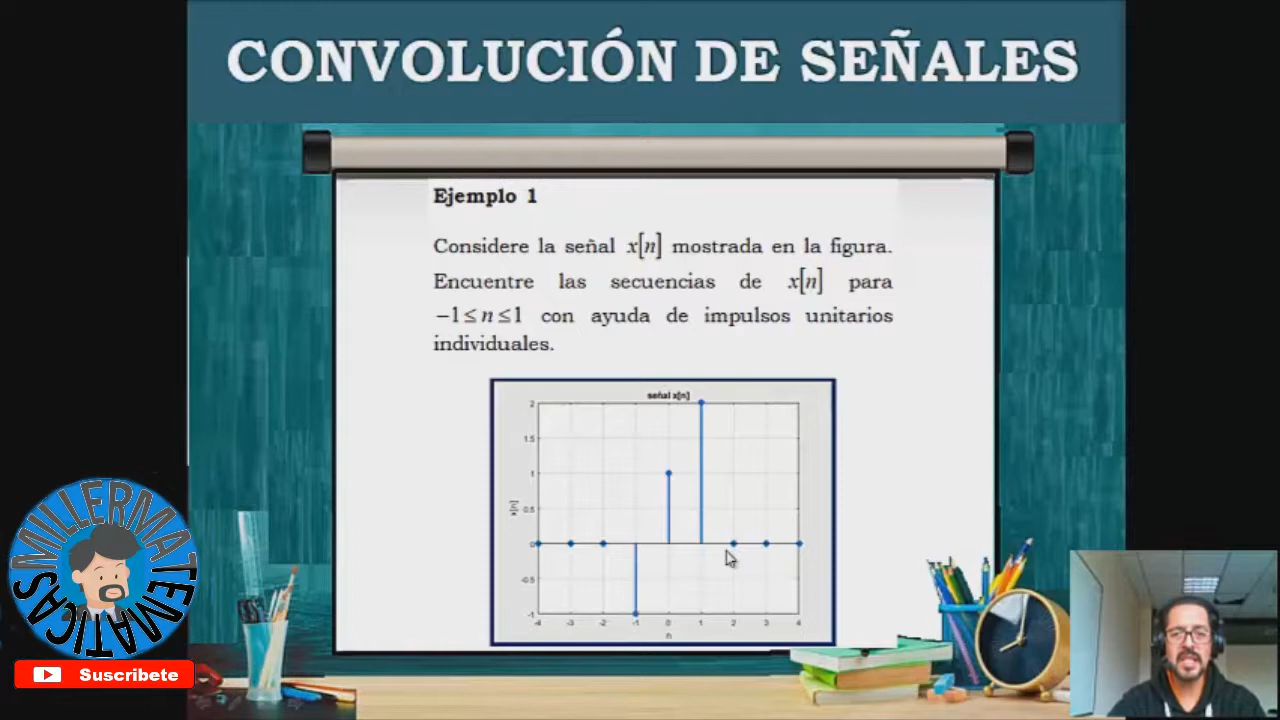 CONVOLUCIÓN DE SEÑALES
Ejemplo 1
Considere la señal x[n] mostrada en la figura.
Encuentre las secuencias de x[n] para
−1 ≤ n ≤ 1 con ayuda de impulsos unitarios
individuales.
señal x[n]
2
1.5
1
0.5
0
-0.5
-1
x[n]
-4 -3 -2 -1 0 1 2 3 4
n
MILLERMATEMATICAS
Suscribete